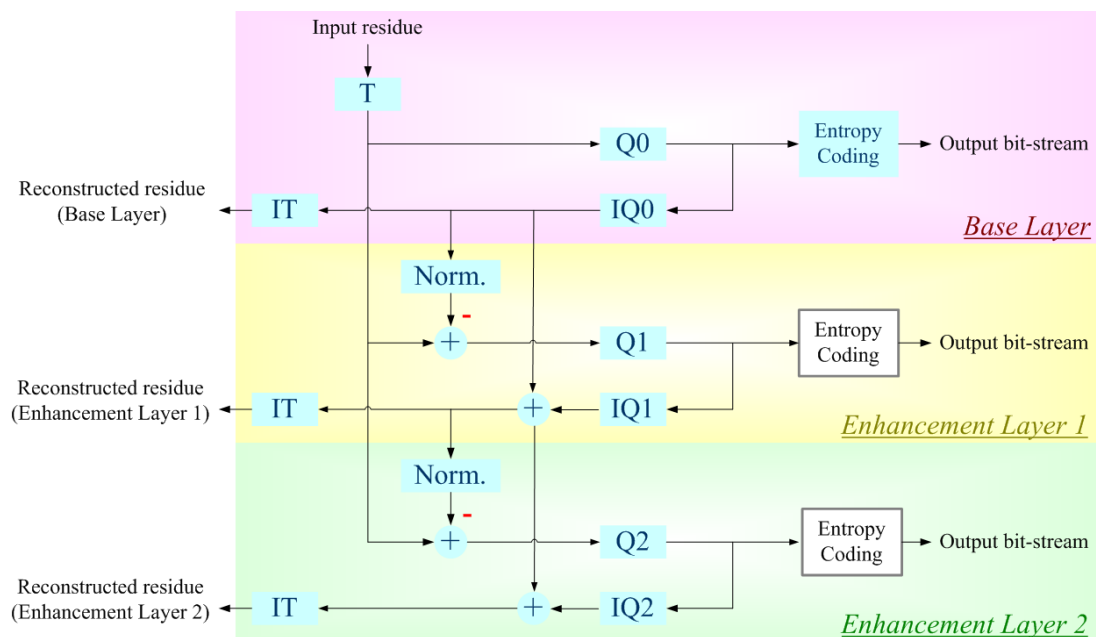 Input residue
T
Q0
Entropy
Coding
Output bit-stream
Reconstructed residue
(Base Layer)
IT
IQ0
Base Layer
Norm.
-
+
Q1
Entropy
Coding
Output bit-stream
Reconstructed residue
(Enhancement Layer 1)
IT
+
IQ1
Enhancement Layer 1
Norm.
-
+
Q2
Entropy
Coding
Output bit-stream
Reconstructed residue
(Enhancement Layer 2)
IT
+
IQ2
Enhancement Layer 2